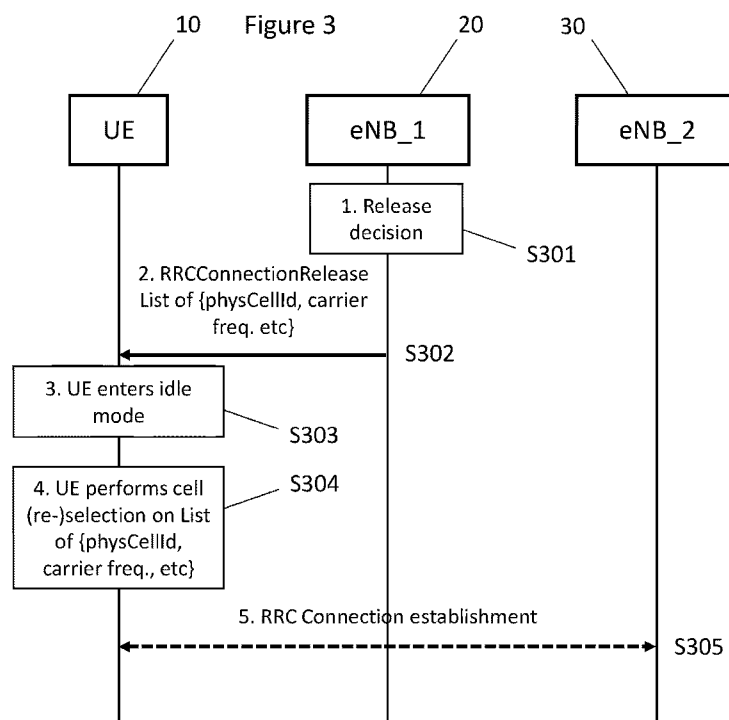 10 Figure 3 20 30
UE eNB_1 eNB_2
1. Release
decision
S301
2. RRCConnectionRelease
List of {physCellId, carrier
freq. etc}
S302
3. UE enters idle
mode
S303
4. UE performs cell
(re-)selection on List
of {physCellId,
carrier freq., etc}
S304
5. RRC Connection establishment
S305